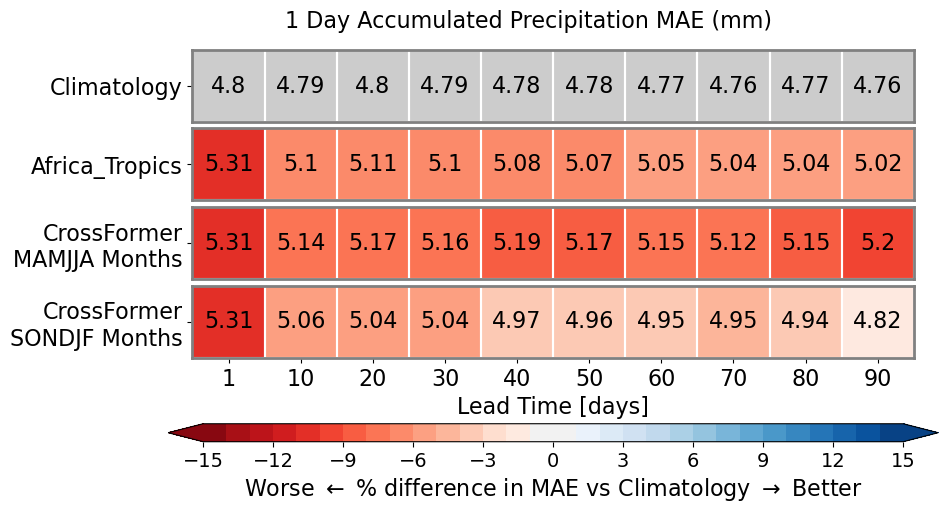 1 Day Accumulated Precipitation MAE (mm)
Climatology 4.8 4.79 4.8 4.79 4.78 4.78 4.77 4.76 4.77 4.76
Africa_Tropics 5.31 5.1 5.11 5.1 5.08 5.07 5.05 5.04 5.04 5.02
CrossFormer
MAMJJA Months 5.31 5.14 5.17 5.16 5.19 5.17 5.15 5.12 5.15 5.2
CrossFormer
SONDJF Months 5.31 5.06 5.04 5.04 4.97 4.96 4.95 4.95 4.94 4.82
1 10 20 30 40 50 60 70 80 90
Lead Time [days]
−15 −12 −9 −6 −3 0 3 6 9 12 15
Worse ← % difference in MAE vs Climatology → Better